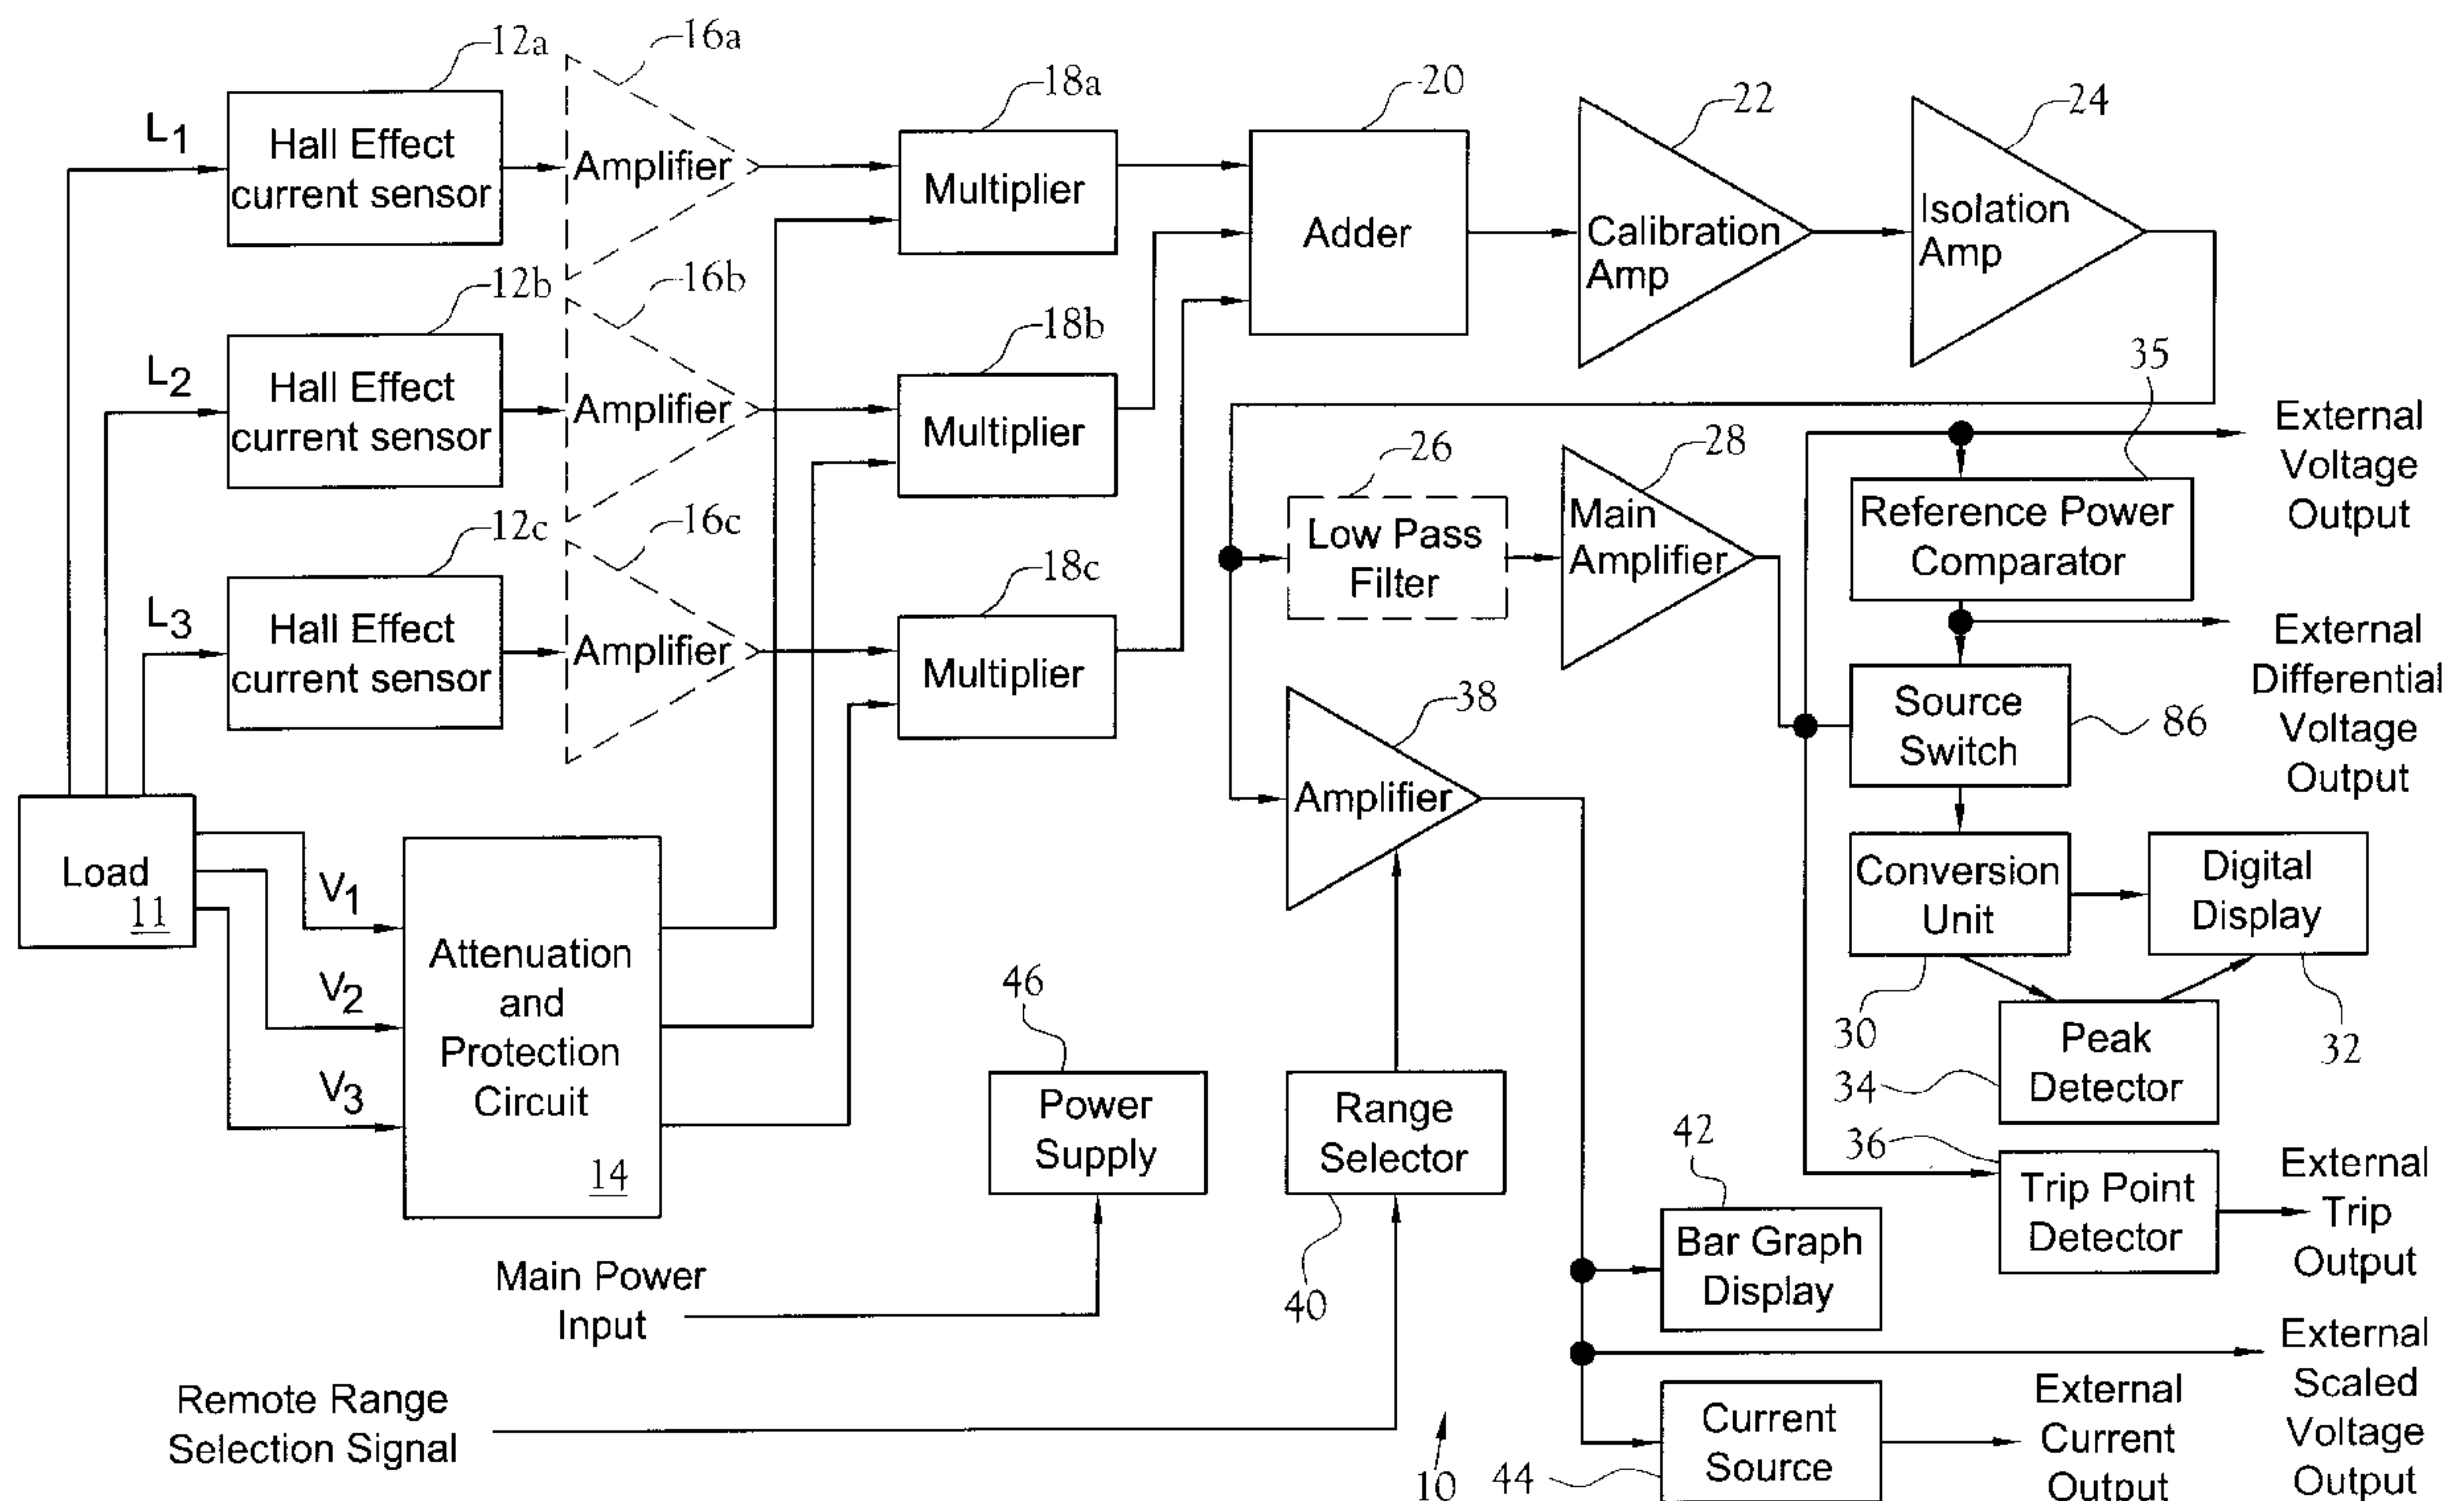 12a
16a
18a
20
22
24
L1
Hall Effect
current sensor
Amplifier
Multiplier
Adder
Calibration
Amp
Isolation
Amp
12b
16b
18b
35
L2
Hall Effect
current sensor
Amplifier
Multiplier
26
28
External
Voltage
Output
12c
16c
18c
Low Pass
Filter
Main
Amplifier
Reference Power
Comparator
L3
Hall Effect
current sensor
Amplifier
Multiplier
38
Source
Switch
86
External
Differential
Voltage
Output
Load
11
V1
V2
V3
Attenuation
and
Protection
Circuit
14
Amplifier
Conversion
Unit
Digital
Display
30
32
Peak
Detector
34
46
Power
Supply
Range
Selector
40
42
Bar Graph
Display
36
Trip Point
Detector
External
Trip
Output
Main Power
Input
Remote Range
Selection Signal
10
44
Current
Source
External
Current
Output
External
Scaled
Voltage
Output